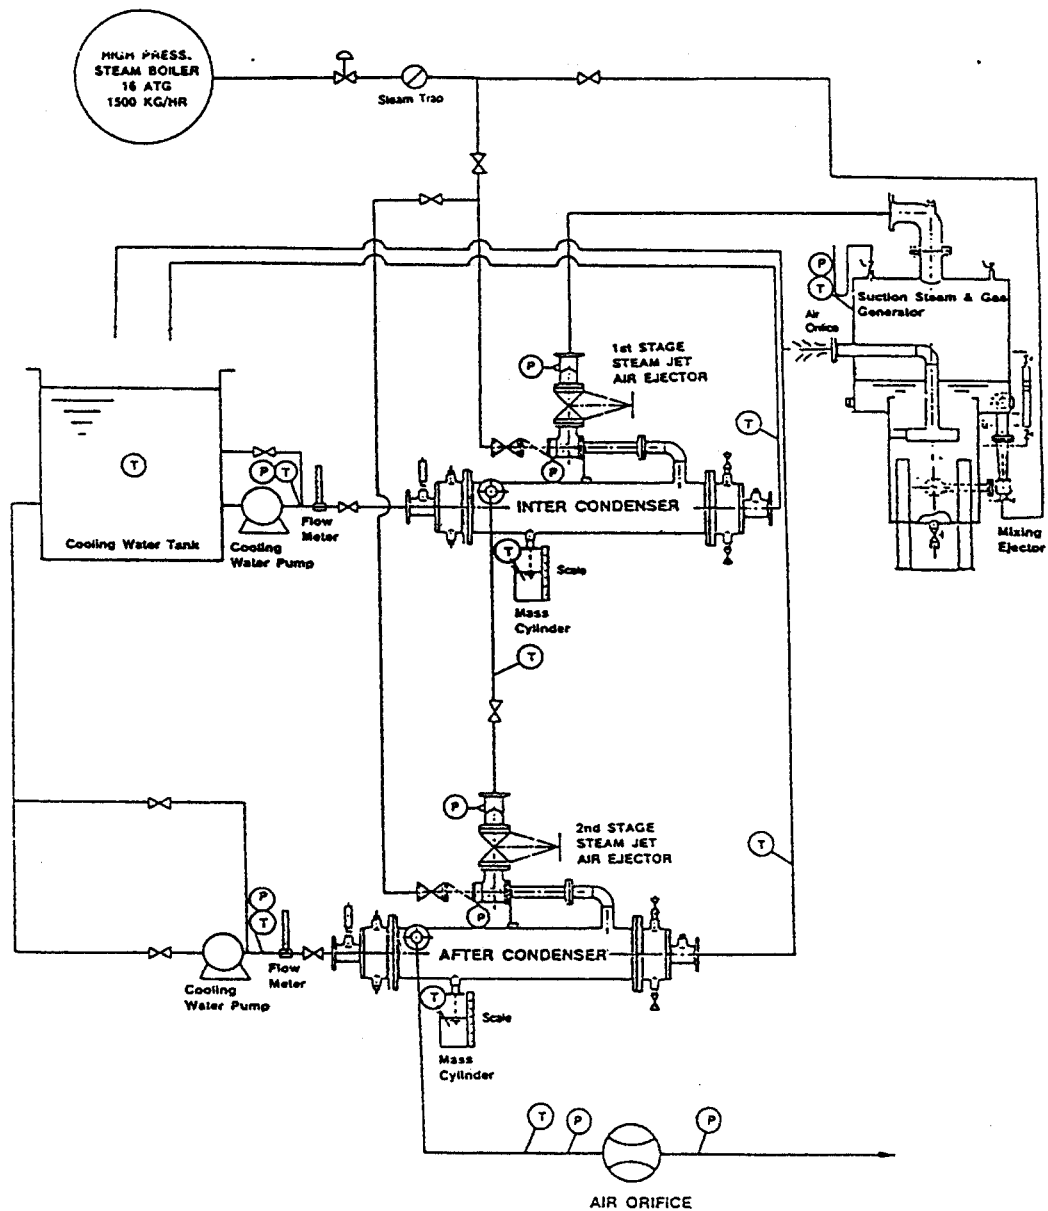 HIGH PRESS.
STEAM BOILER
16 ATG
1500 KG/HR
Steam Trap
P
T
Suction Steam & Gas
Generator
Air
Orifice
1st STAGE
STEAM JET
AIR EJECTOR
P
T
T
P
T
P
INTER CONDENSER
Flow
Meter
Cooling Water Tank
Cooling
Water Pump
Mixing
Ejector
T
Scale
Mass
Cylinder
T
P
2nd STAGE
STEAM JET
AIR EJECTOR
T
P
T
P
AFTER CONDENSER
Flow
Meter
Cooling
Water Pump
T
Scale
Mass
Cylinder
T
P
P
AIR ORIFICE